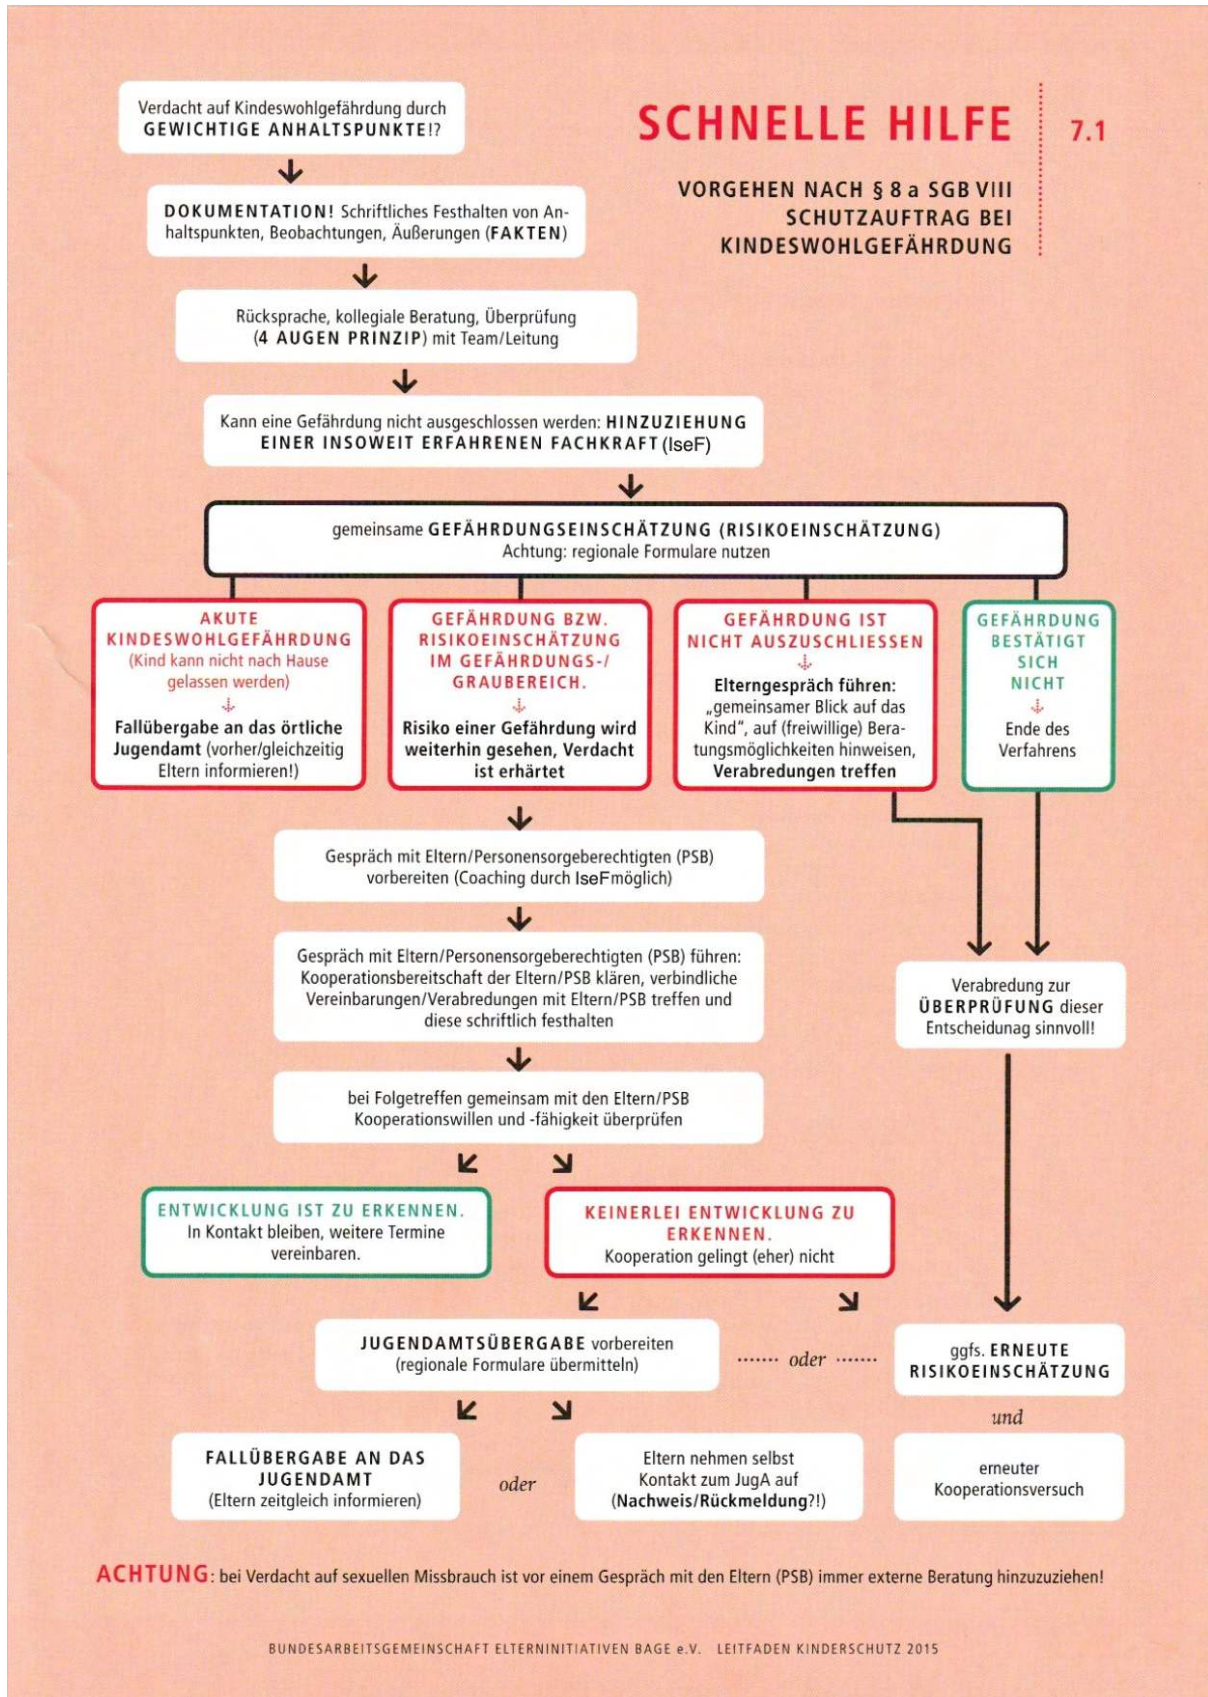 SCHNELLE HILFE
7.1
VORGEHEN NACH § 8 a SGB VIII
SCHUTZAUFTRAG BEI
KINDESWOHLGEFÄHRDUNG
Verdacht auf Kindeswohlgefährdung durch
GEWICHTIGE ANHALTSPUNKTE!?
DOKUMENTATION! Schriftliches Festhalten von An-
haltspunkten, Beobachtungen, Äußerungen (FAKTEN)
Rücksprache, kollegiale Beratung, Überprüfung
(4 AUGEN PRINZIP) mit Team/Leitung
Kann eine Gefährdung nicht ausgeschlossen werden: HINZUZIEHUNG
EINER INSOWEIT ERFAHRENEN FACHKRAFT (IseF)
gemeinsame GEFÄHRDUNGSEINSCHÄTZUNG (RISIKOEINSCHÄTZUNG)
Achtung: regionale Formulare nutzen
AKUTE
KINDESWOHLGEFÄHRDUNG
(Kind kann nicht nach Hause
gelassen werden)
Fallübergabe an das örtliche
Jugendamt (vorher/gleichzeitig
Eltern informieren!)
GEFÄHRDUNG BZW.
RISIKOEINSCHÄTZUNG
IM GEFÄHRDUNGS-/
GRAUBEREICH.
Risiko einer Gefährdung wird
weiterhin gesehen, Verdacht
ist erhärtet
GEFÄHRDUNG IST
NICHT AUSZUSCHLIESSEN
Elterngespräch führen:
„gemeinsamer Blick auf das
Kind“, auf (freiwillige) Bera-
tungsmöglichkeiten hinweisen,
Verabredungen treffen
GEFÄHRDUNG
BESTÄTIGT
SICH
NICHT
Ende des
Verfahrens
Gespräch mit Eltern/Personensorgeberechtigten (PSB)
vorbereiten (Coaching durch IseF möglich)
Gespräch mit Eltern/Personensorgeberechtigten (PSB) führen:
Kooperationsbereitschaft der Eltern/PSB klären, verbindliche
Vereinbarungen/Verabredungen mit Eltern/PSB treffen und
diese schriftlich festhalten
Verabredung zur
ÜBERPRÜFUNG dieser
Entscheidunag sinnvoll!
bei Folgetreffen gemeinsam mit den Eltern/PSB
Kooperationswillen und -fähigkeit überprüfen
ENTWICKLUNG IST ZU ERKENNEN.
In Kontakt bleiben, weitere Termine
vereinbaren.
KEINERLEI ENTWICKLUNG ZU
ERKENNEN.
Kooperation gelingt (eher) nicht
JUGENDAMTSÜBERGABE vorbereiten
(regionale Formulare übermitteln)
....... oder .......
ggfs. ERNEUTE
RISIKOEINSCHÄTZUNG
und
FALLÜBERGABE AN DAS
JUGENDAMT
(Eltern zeitgleich informieren)
oder
Eltern nehmen selbst
Kontakt zum JugA auf
(Nachweis/Rückmeldung?!)
erneuter
Kooperationsversuch
ACHTUNG: bei Verdacht auf sexuellen Missbrauch ist vor einem Gespräch mit den Eltern (PSB) immer externe Beratung hinzuzuziehen!
BUNDESARBEITSGEMEINSCHAFT ELTERNINITIATIVEN BAGE e.V. LEITFADEN KINDERSCHUTZ 2015